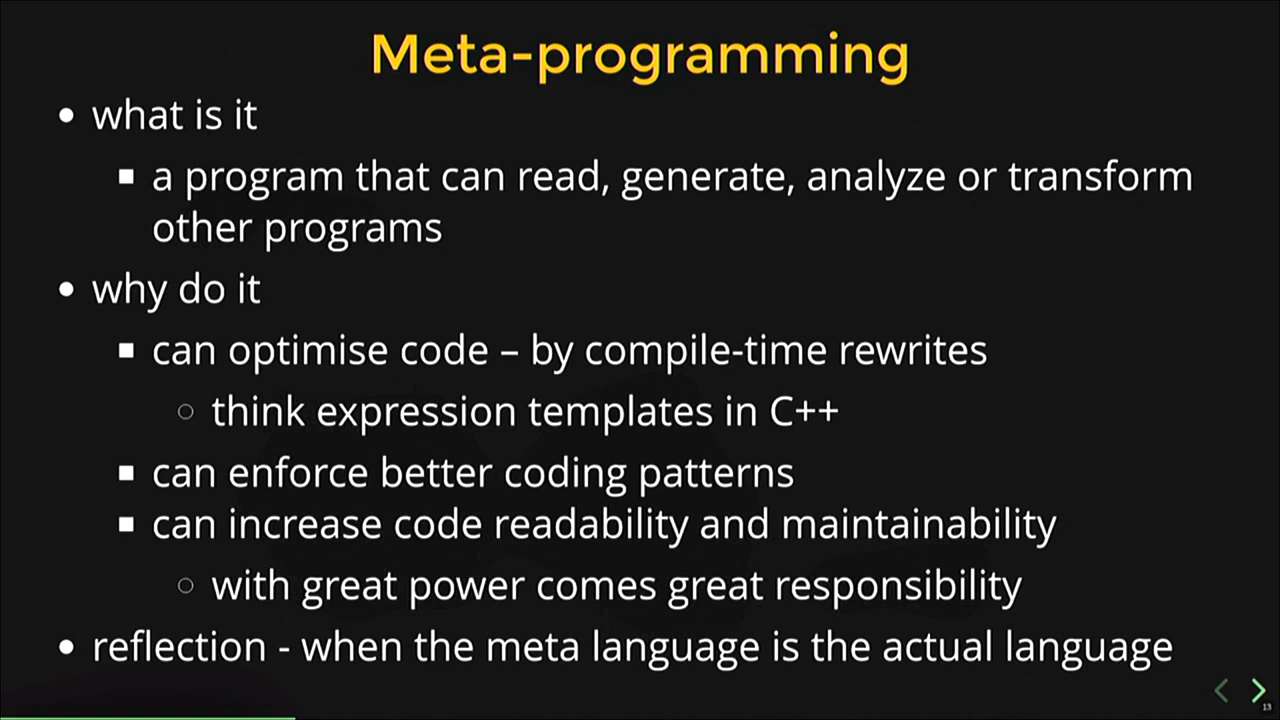 Meta-programming
• what is it
▪ a program that can read, generate, analyze or transform
other programs
• why do it
▪ can optimise code – by compile-time rewrites
○ think expression templates in C++
▪ can enforce better coding patterns
▪ can increase code readability and maintainability
○ with great power comes great responsibility
• reflection - when the meta language is the actual language
13